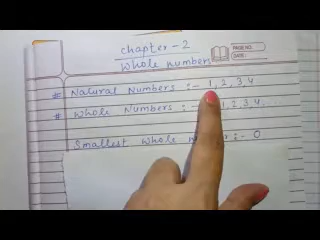 chapter - 2
Whole numbers
PAGE NO.
DATE:
# Natural Numbers :- 1, 2, 3, 4
# Whole Numbers :- 1, 2, 3, 4, . . .
Smallest Whole :- 0